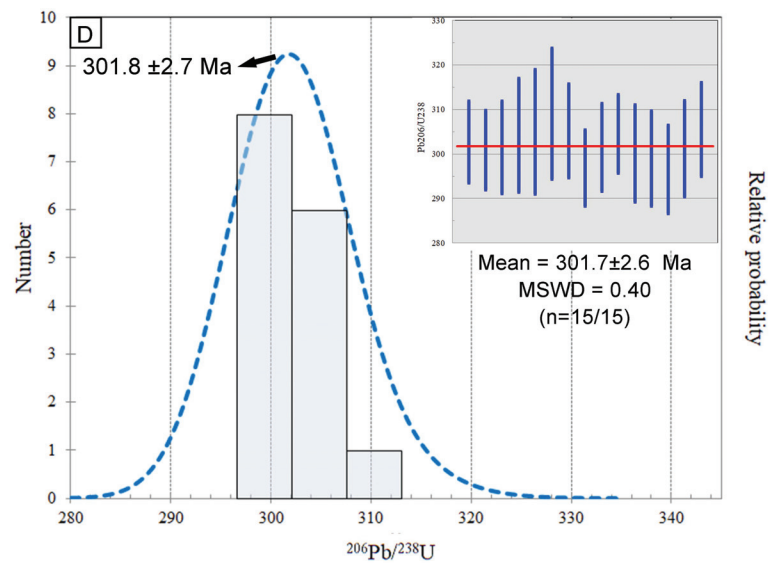 D
301.8 ±2.7 Ma
10
9
8
7
6
5
4
3
2
1
0
Number
280
290
300
310
320
330
340
²⁰⁶Pb/²³⁸U
Relative probability
330
320
310
300
290
280
Pb206/U238
Mean = 301.7±2.6 Ma
MSWD = 0.40
(n=15/15)